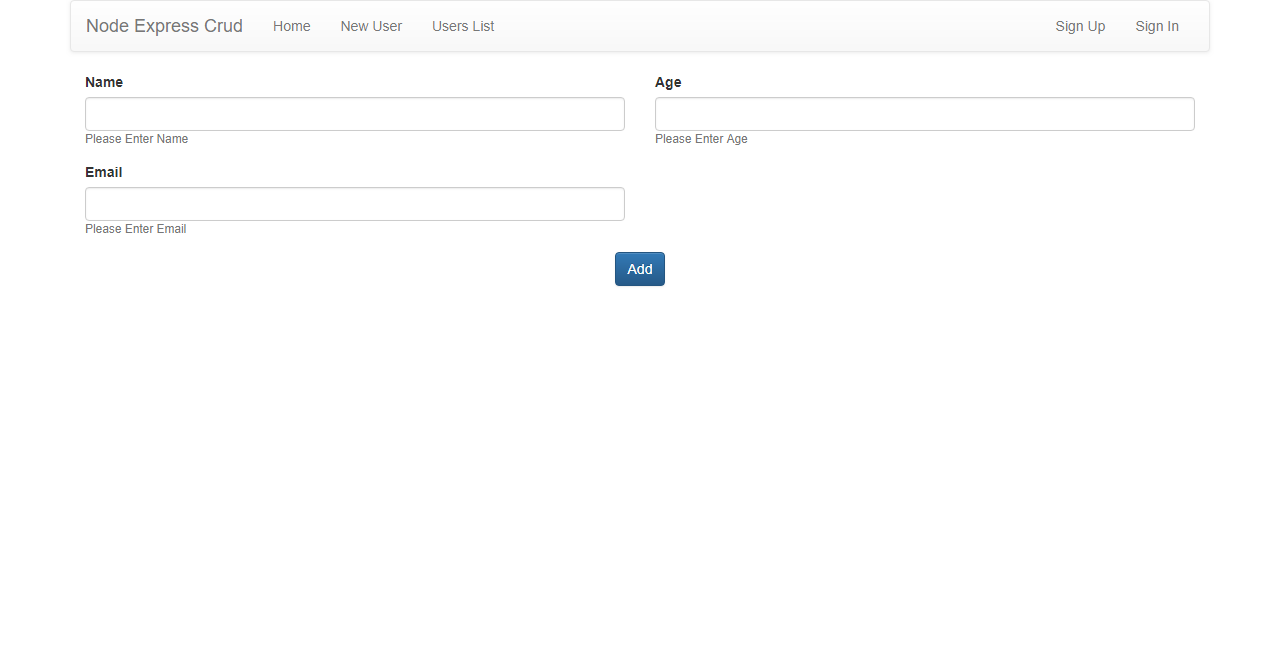 Node Express Crud Home New User Users List Sign Up Sign In
Name Age
Please Enter Name Please Enter Age
Email
Please Enter Email
Add